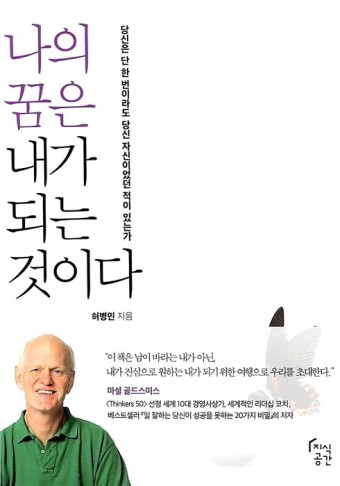 나의
꿈은
내가
되는
것이다
당신은 단 한 번이라도 당신 자신이었던 적이 있는가
허병민 지음
"이 책은 남이 바라는 내가 아닌,
내가 진심으로 원하는 내가 되기 위한 여행으로 우리를 초대한다."
마셜 골드스미스
〈Thinkers 50〉 선정 세계 10대 경영사상가, 세계적인 리더십 코치,
베스트셀러 『일 잘하는 당신이 성공을 못하는 20가지 비밀』의 저자
지식
공간